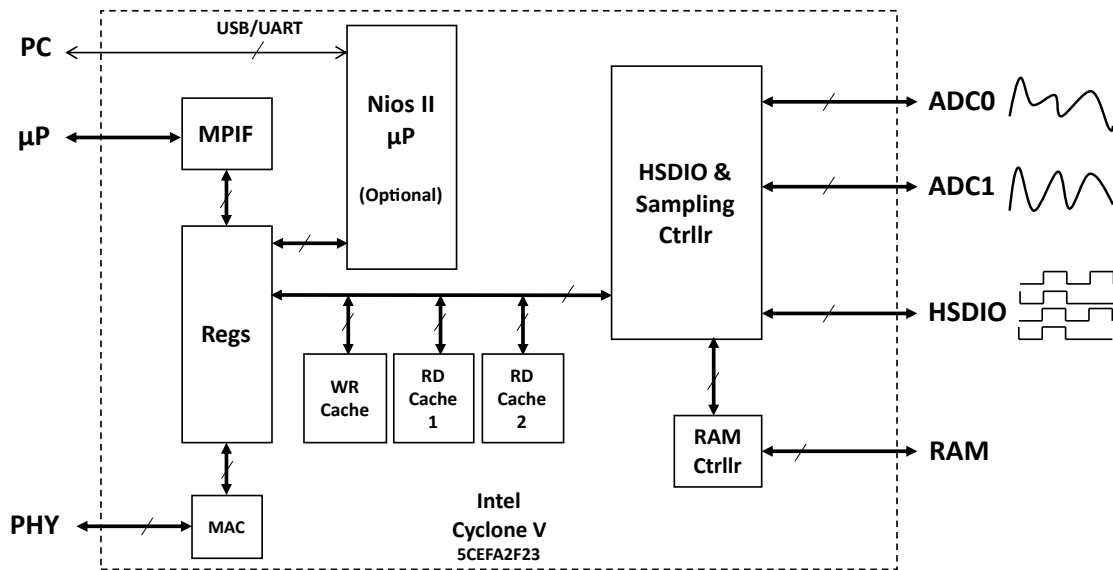 USB/UART
PC
Nios II
µP
(Optional)
µP
MPIF
HSDIO &
Sampling
Ctrllr
ADC0
ADC1
HSDIO
Regs
WR
Cache
RD
Cache
1
RD
Cache
2
RAM
Ctrllr
RAM
PHY
MAC
Intel
Cyclone V
5CEFA2F23